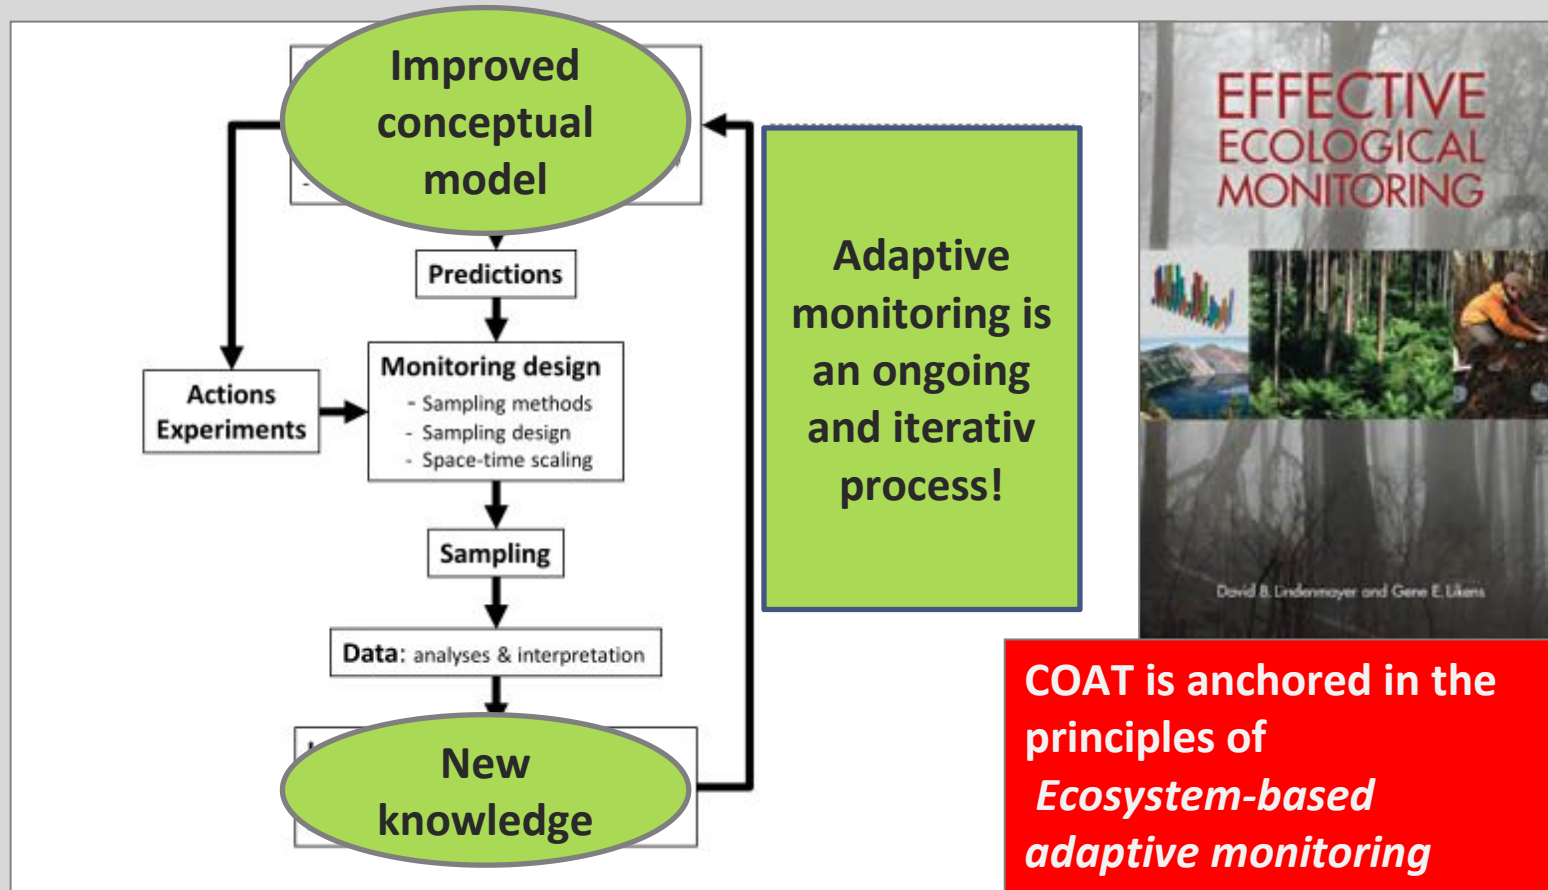 Improved
conceptual
model
-
Predictions
Monitoring design
- Sampling methods
- Sampling design
- Space-time scaling
Actions
Experiments
Sampling
Data: analyses & interpretation
New
knowledge
Adaptive
monitoring is
an ongoing
and iterativ
process!
EFFECTIVE
ECOLOGICAL
MONITORING
David B. Lindenmayer and Gene E. Likens
COAT is anchored in the
principles of
Ecosystem-based
adaptive monitoring